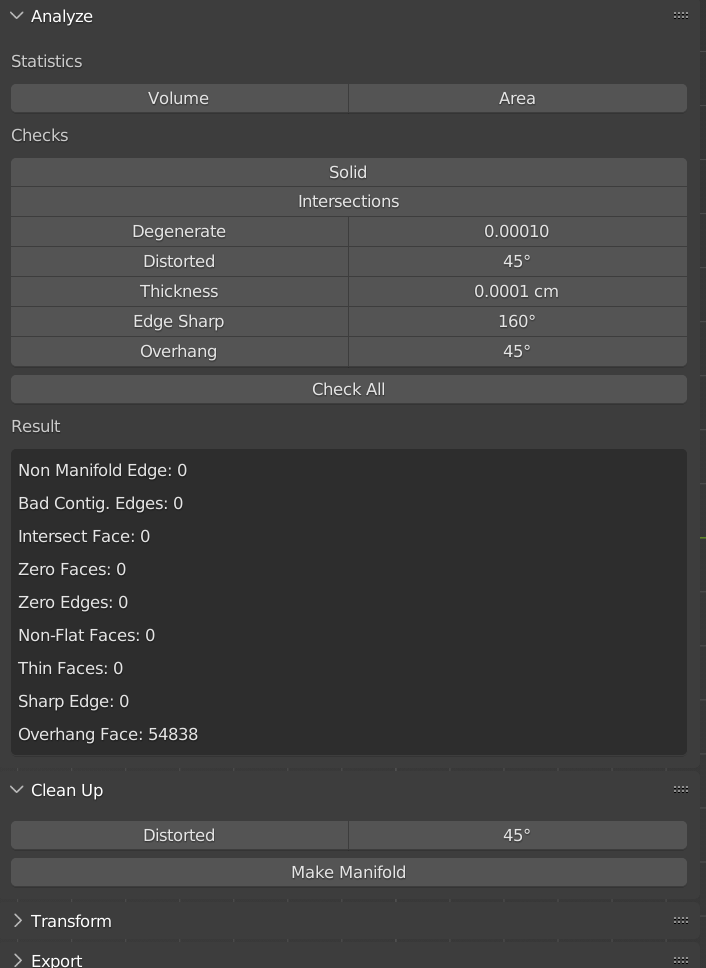 Analyze
Statistics
Volume Area
Checks
Solid
Intersections
Degenerate 0.00010
Distorted 45°
Thickness 0.0001 cm
Edge Sharp 160°
Overhang 45°
Check All
Result
Non Manifold Edge: 0
Bad Contig. Edges: 0
Intersect Face: 0
Zero Faces: 0
Zero Edges: 0
Non-Flat Faces: 0
Thin Faces: 0
Sharp Edge: 0
Overhang Face: 54838
Clean Up
Distorted 45°
Make Manifold
Transform
Export